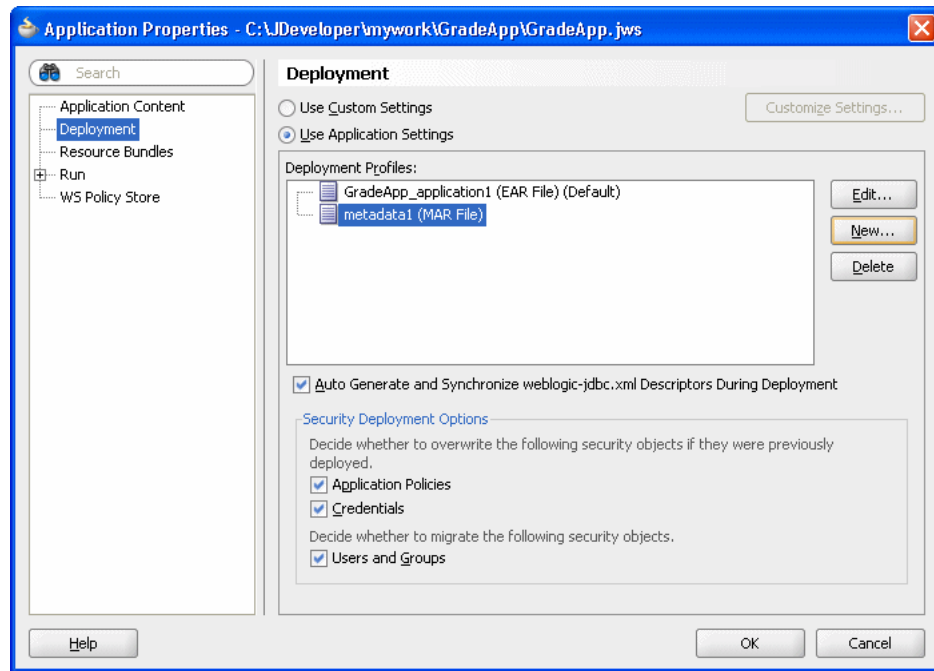 Application Properties - C:\JDeveloper\mywork\GradeApp\GradeApp.jws
Search
Application Content
Deployment
Resource Bundles
Run
WS Policy Store
Deployment
Use Custom Settings
Customize Settings...
Use Application Settings
Deployment Profiles:
GradeApp_application1 (EAR File) (Default)
metadata1 (MAR File)
Edit...
New...
Delete
Auto Generate and Synchronize weblogic-jdbc.xml Descriptors During Deployment
Security Deployment Options
Decide whether to overwrite the following security objects if they were previously
deployed.
Application Policies
Credentials
Decide whether to migrate the following security objects.
Users and Groups
Help
OK
Cancel